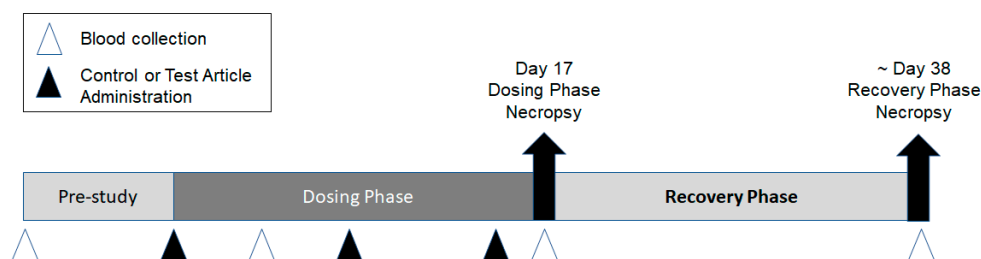 Blood collection
Control or Test Article
Administration
Day 17
Dosing Phase
Necropsy
~ Day 38
Recovery Phase
Necropsy
Pre-study
Dosing Phase
Recovery Phase